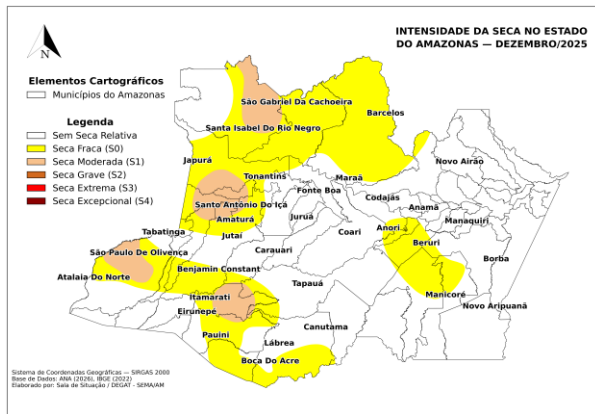 INTENSIDADE DA SECA NO ESTADO
DO AMAZONAS — DEZEMBRO/2025
N
Elementos Cartográficos
Municípios do Amazonas
Legenda
Sem Seca Relativa
Seca Fraca (S0)
Seca Moderada (S1)
Seca Grave (S2)
Seca Extrema (S3)
Seca Excepcional (S4)
São Gabriel Da Cachoeira
Barcelos
Santa Isabel Do Rio Negro
Japurá
Novo Airão
Tonantins
Maraã
Fonte Boa
Codajás
Santo Antônio Do Içá
Anamã
Amaturá
Juruá
Manaquiri
Tabatinga
Jutaí
Coari
Anori
Beruri
São Paulo De Olivença
Carauari
Borba
Benjamin Constant
Atalaia Do Norte
Tapauá
Itamarati
Manicoré
Eirunepé
Novo Aripuanã
Canutama
Pauini
Lábrea
Boca Do Acre
Sistema de Coordenadas Geográficas — SIRGAS 2000
Base de Dados: ANA (2026), IBGE (2022)
Elaborado por: Sala de Situação / DEGAT - SEMA/AM